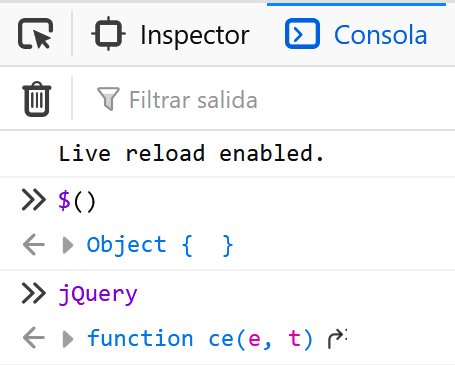 Inspector Consola
Filtrar salida
Live reload enabled.
$()
Object { }
jQuery
function ce(e, t)